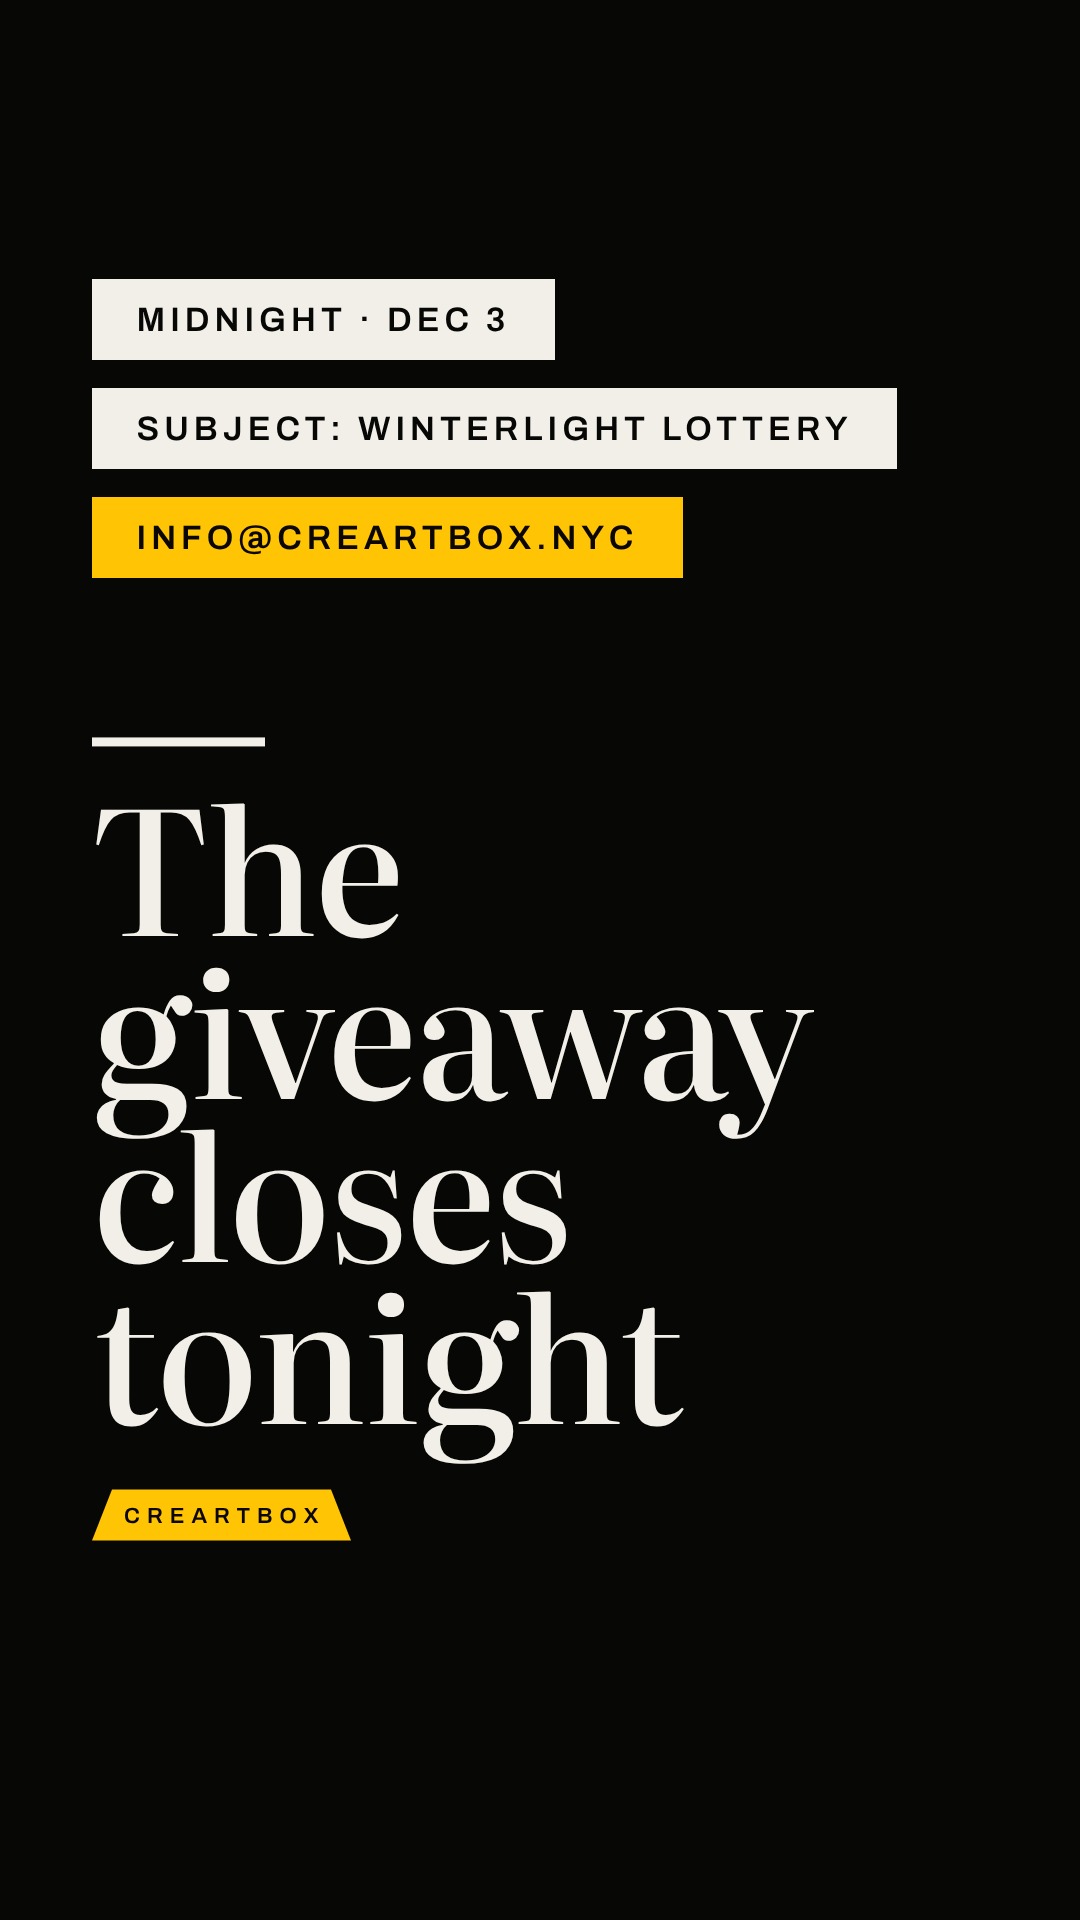 MIDNIGHT · DEC 3
SUBJECT: WINTERLIGHT LOTTERY
INFO@CREARTBOX.NYC
The
giveaway
closes
tonight
CREARTBOX